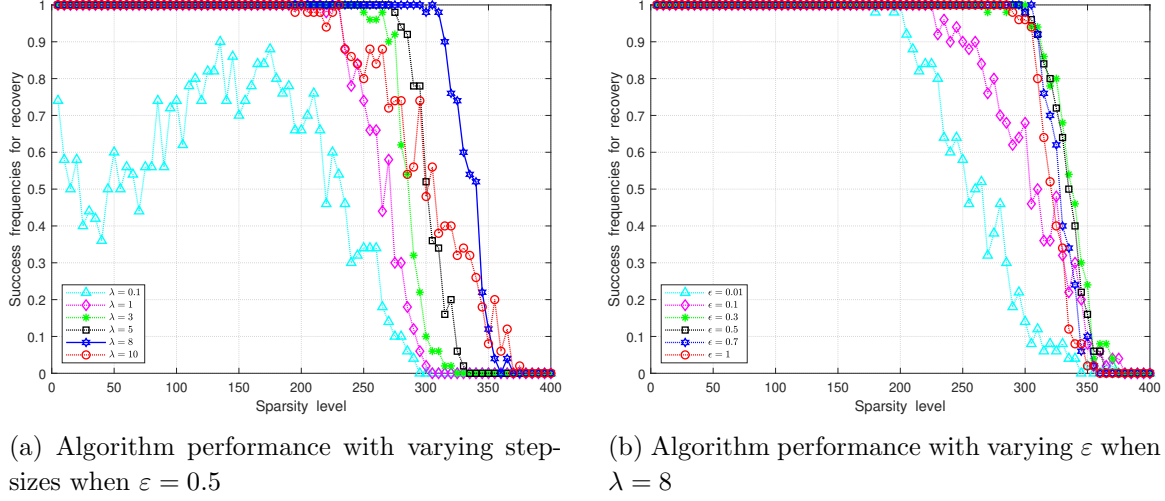 Succcess frequencies for recovery
1
0.9
0.8
0.7
0.6
0.5
0.4
0.3
0.2
0.1
0
λ = 0.1
λ = 1
λ = 3
λ = 5
λ = 8
λ = 10
0 50 100 150 200 250 300 350 400
Sparsity level
(a) Algorithm performance with varying step-
sizes when ε = 0.5
Succcess frequencies for recovery
1
0.9
0.8
0.7
0.6
0.5
0.4
0.3
0.2
0.1
0
ϵ = 0.01
ϵ = 0.1
ϵ = 0.3
ϵ = 0.5
ϵ = 0.7
ϵ = 1
0 50 100 150 200 250 300 350 400
Sparsity level
(b) Algorithm performance with varying ε when
λ = 8